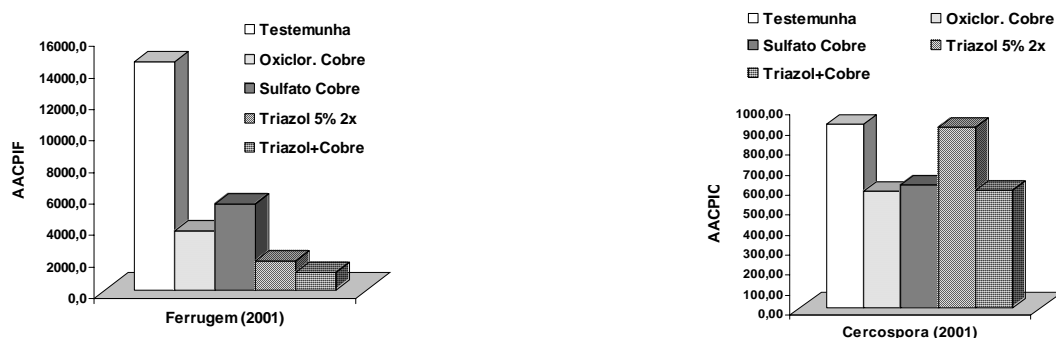 Testemunha
Oxiclor. Cobre
Sulfato Cobre
Triazol 5% 2x
Triazol+Cobre
16000,0
14000,0
12000,0
10000,0
8000,0
6000,0
4000,0
2000,0
0,0
AACPIF
Ferrugem (2001)
Testemunha Oxiclor. Cobre
Sulfato Cobre Triazol 5% 2x
Triazol+Cobre
1000,00
900,00
800,00
700,00
600,00
500,00
400,00
300,00
200,00
100,00
0,00
AACPIC
Cercospora (2001)